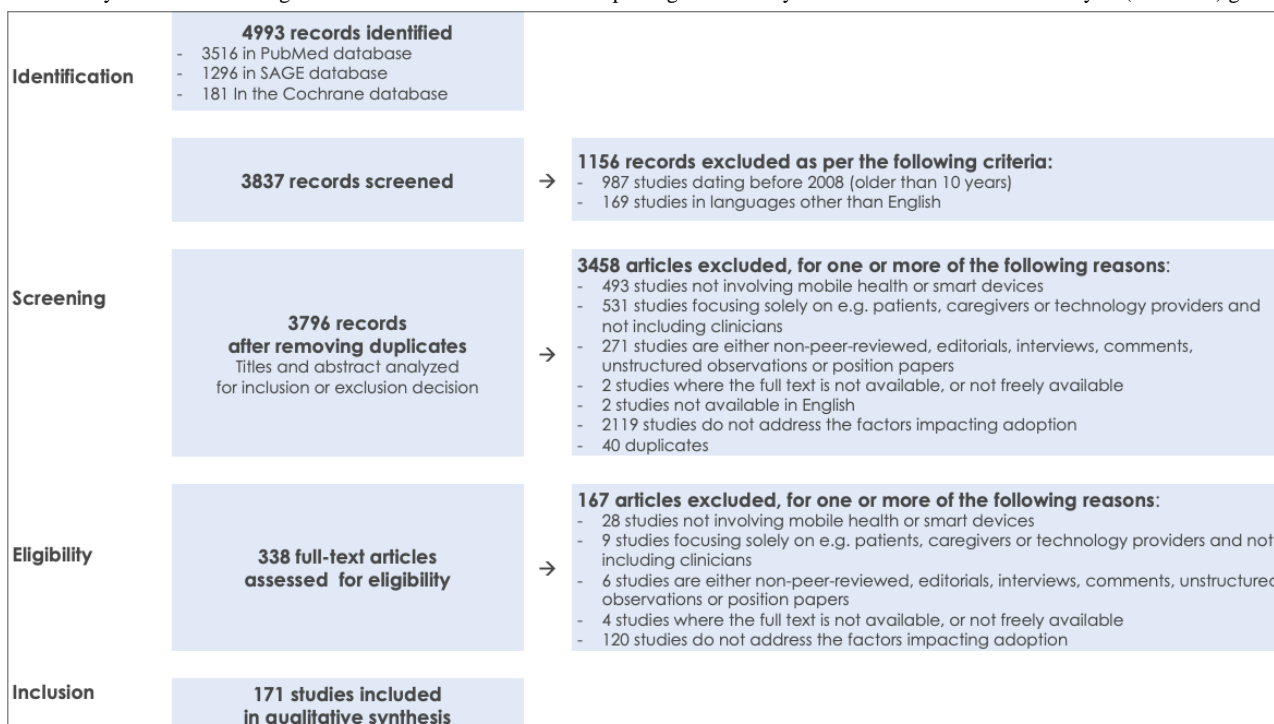 4993 records identified
- 3516 in PubMed database
Identification
- 1296 in SAGE database
- 181 In the Cochrane database
3837 records screened
→
1156 records excluded as per the following criteria:
- 987 studies dating before 2008 (older than 10 years)
- 169 studies in languages other than English
Screening
3796 records
after removing duplicates
Titles and abstract analyzed
for inclusion or exclusion decision
→
3458 articles excluded, for one or more of the following reasons:
- 493 studies not involving mobile health or smart devices
- 531 studies focusing solely on e.g. patients, caregivers or technology providers and
not including clinicians
- 271 studies are either non-peer-reviewed, editorials, interviews, comments,
unstructured observations or position papers
- 2 studies where the full text is not available, or not freely available
- 2 studies not available in English
- 2119 studies do not address the factors impacting adoption
- 40 duplicates
Eligibility
338 full-text articles
assessed for eligibility
→
167 articles excluded, for one or more of the following reasons:
- 28 studies not involving mobile health or smart devices
- 9 studies focusing solely on e.g. patients, caregivers or technology providers and not
including clinicians
- 6 studies are either non-peer-reviewed, editorials, interviews, comments, unstructured
observations or position papers
- 4 studies where the full text is not available, or not freely available
- 120 studies do not address the factors impacting adoption
Inclusion
171 studies included
in qualitative synthesis